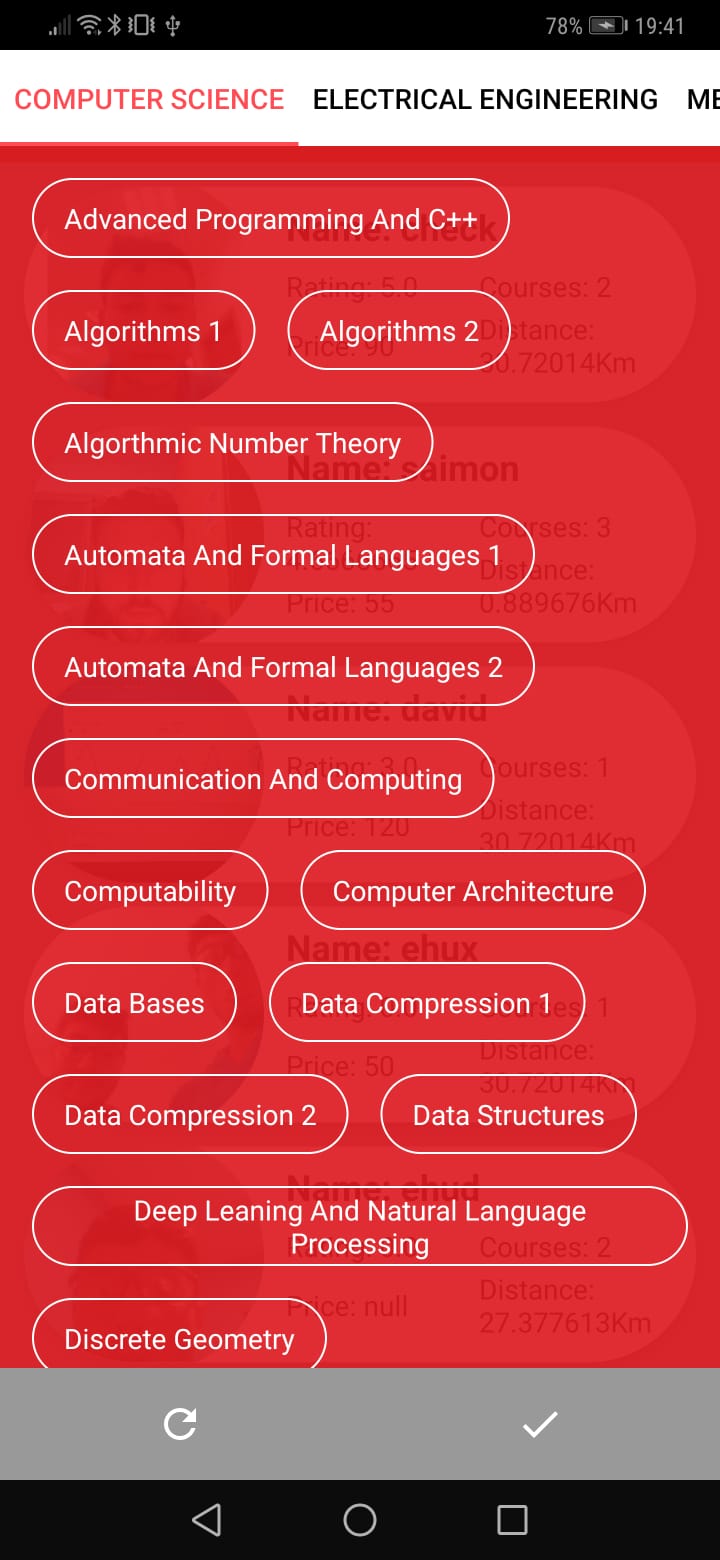 78% 19:41
COMPUTER SCIENCE ELECTRICAL ENGINEERING ME
Advanced Programming And C++
Name: check
Rating: 5.0 Courses: 2
Algorithms 1 Algorithms 2
Price: 90 Distance:
30.72014Km
Algorthmic Number Theory
Name: saimon
Rating: Courses: 3
Automata And Formal Languages 1
Distance:
Price: 55 0.889676Km
Automata And Formal Languages 2
Name: david
Rating: 3.0 Courses: 1
Communication And Computing
Distance:
Price: 120
30.72014Km
Computability Computer Architecture
Name: ehux
Data Bases Data Compression 1
Rating: Courses: 1
Distance:
Price: 50
30.72014Km
Data Compression 2 Data Structures
Name: ehud
Deep Leaning And Natural Language
Processing
Courses: 2
Distance:
Price: null
27.377613Km
Discrete Geometry